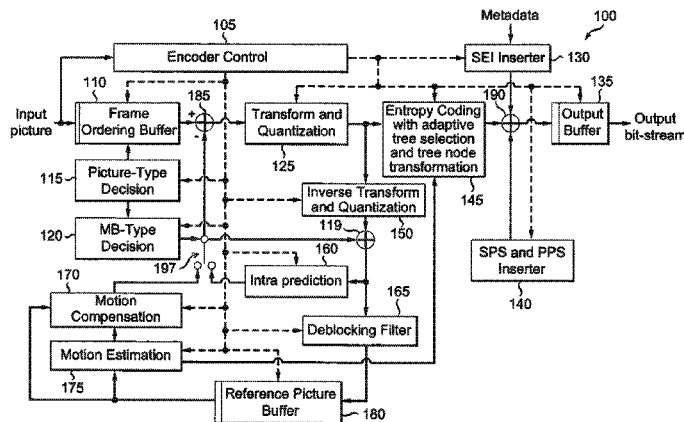 Metadata
100
105
Encoder Control
SEI Inserter
130
110
185
190
135
Input
picture
Frame
Ordering Buffer
+
-
Transform and
Quantization
125
Entropy Coding
with adaptive
tree selection
and tree node
transformation
145
Output
Buffer
Output
bit-stream
115
Picture-Type
Decision
Inverse Transform
and Quantization
150
120
MB-Type
Decision
119
197
160
Intra prediction
SPS and PPS
Inserter
140
170
Motion
Compensation
165
Deblocking Filter
Motion Estimation
175
Reference Picture
Buffer
180